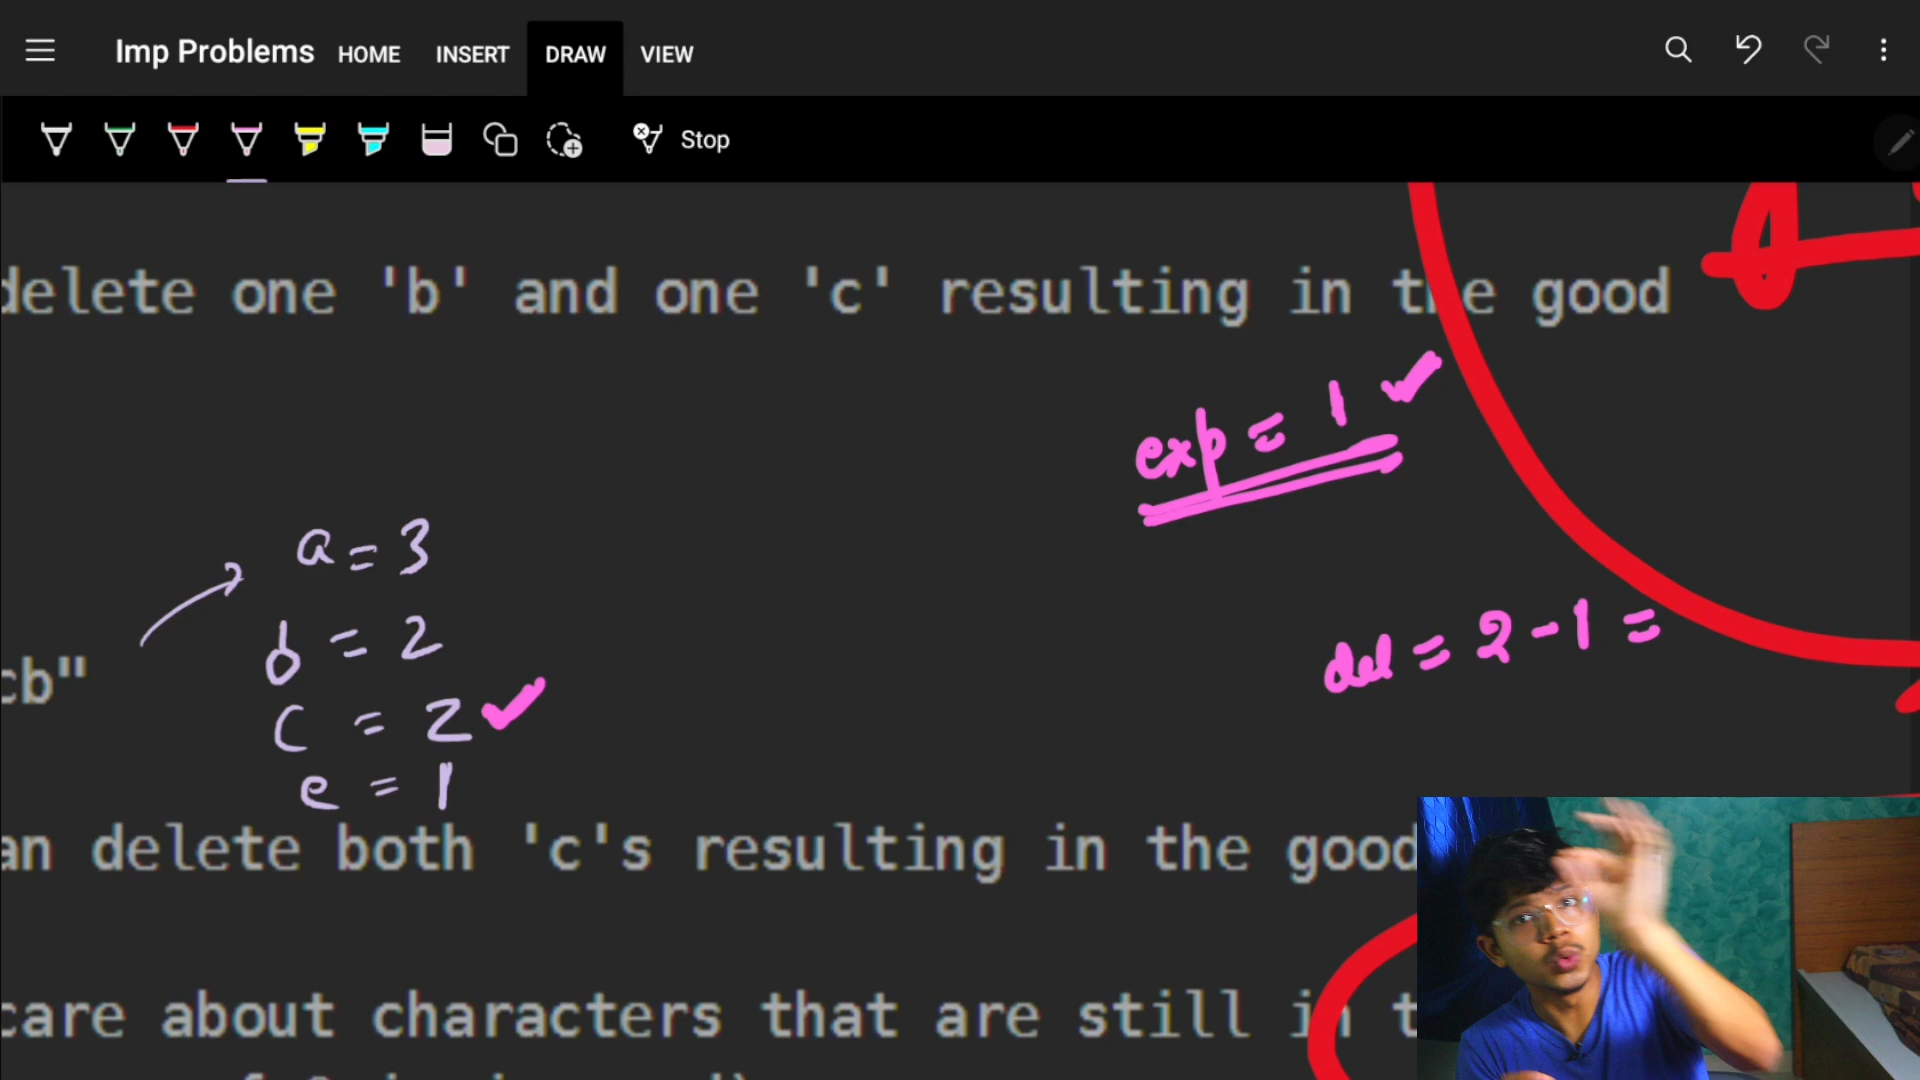 Imp Problems HOME INSERT DRAW VIEW
Stop
delete one 'b' and one 'c' resulting in the good
exp = 1
a = 3
b = 2
del = 2 - 1 =
cb"
c = 2
e = 1
an delete both 'c's resulting in the good
care about characters that are still in t